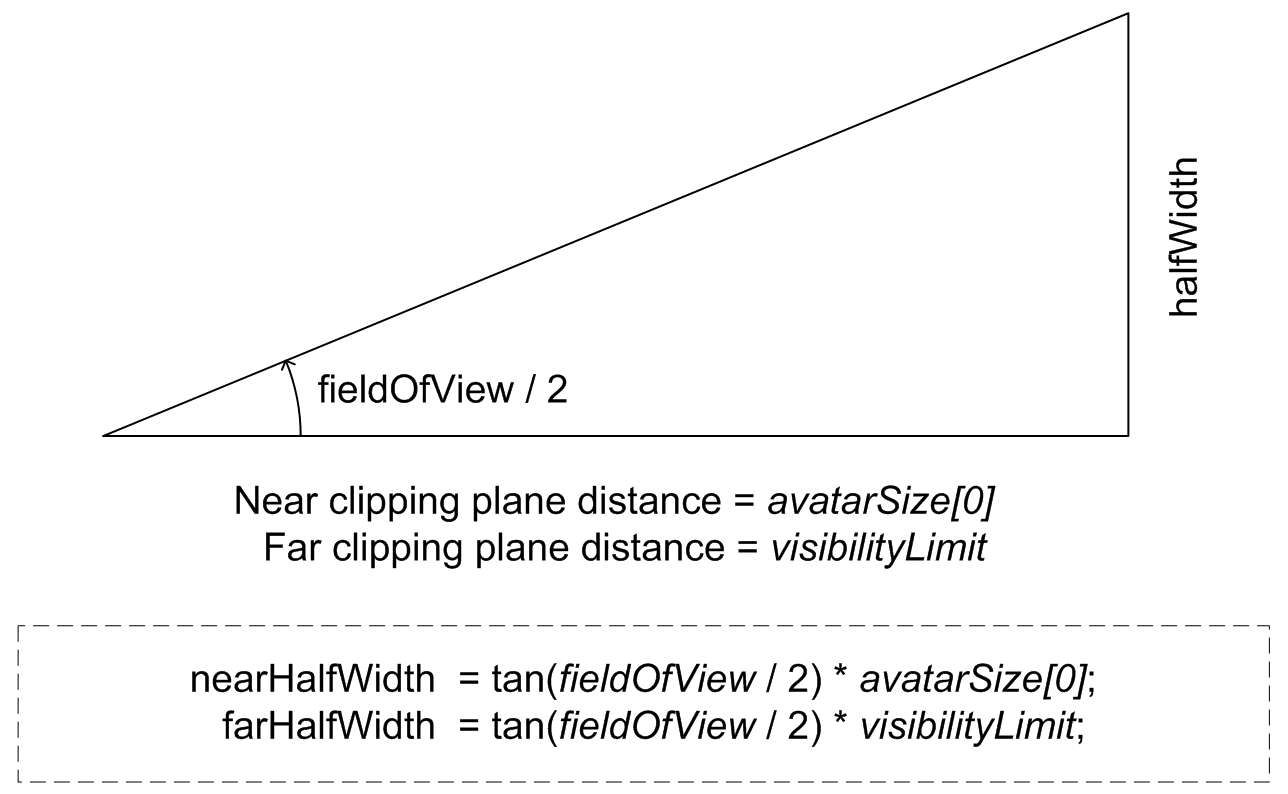 halfWidth
fieldOfView / 2
Near clipping plane distance = avatarSize[0]
Far clipping plane distance = visibilityLimit
nearHalfWidth = tan(fieldOfView / 2) * avatarSize[0];
farHalfWidth = tan(fieldOfView / 2) * visibilityLimit;